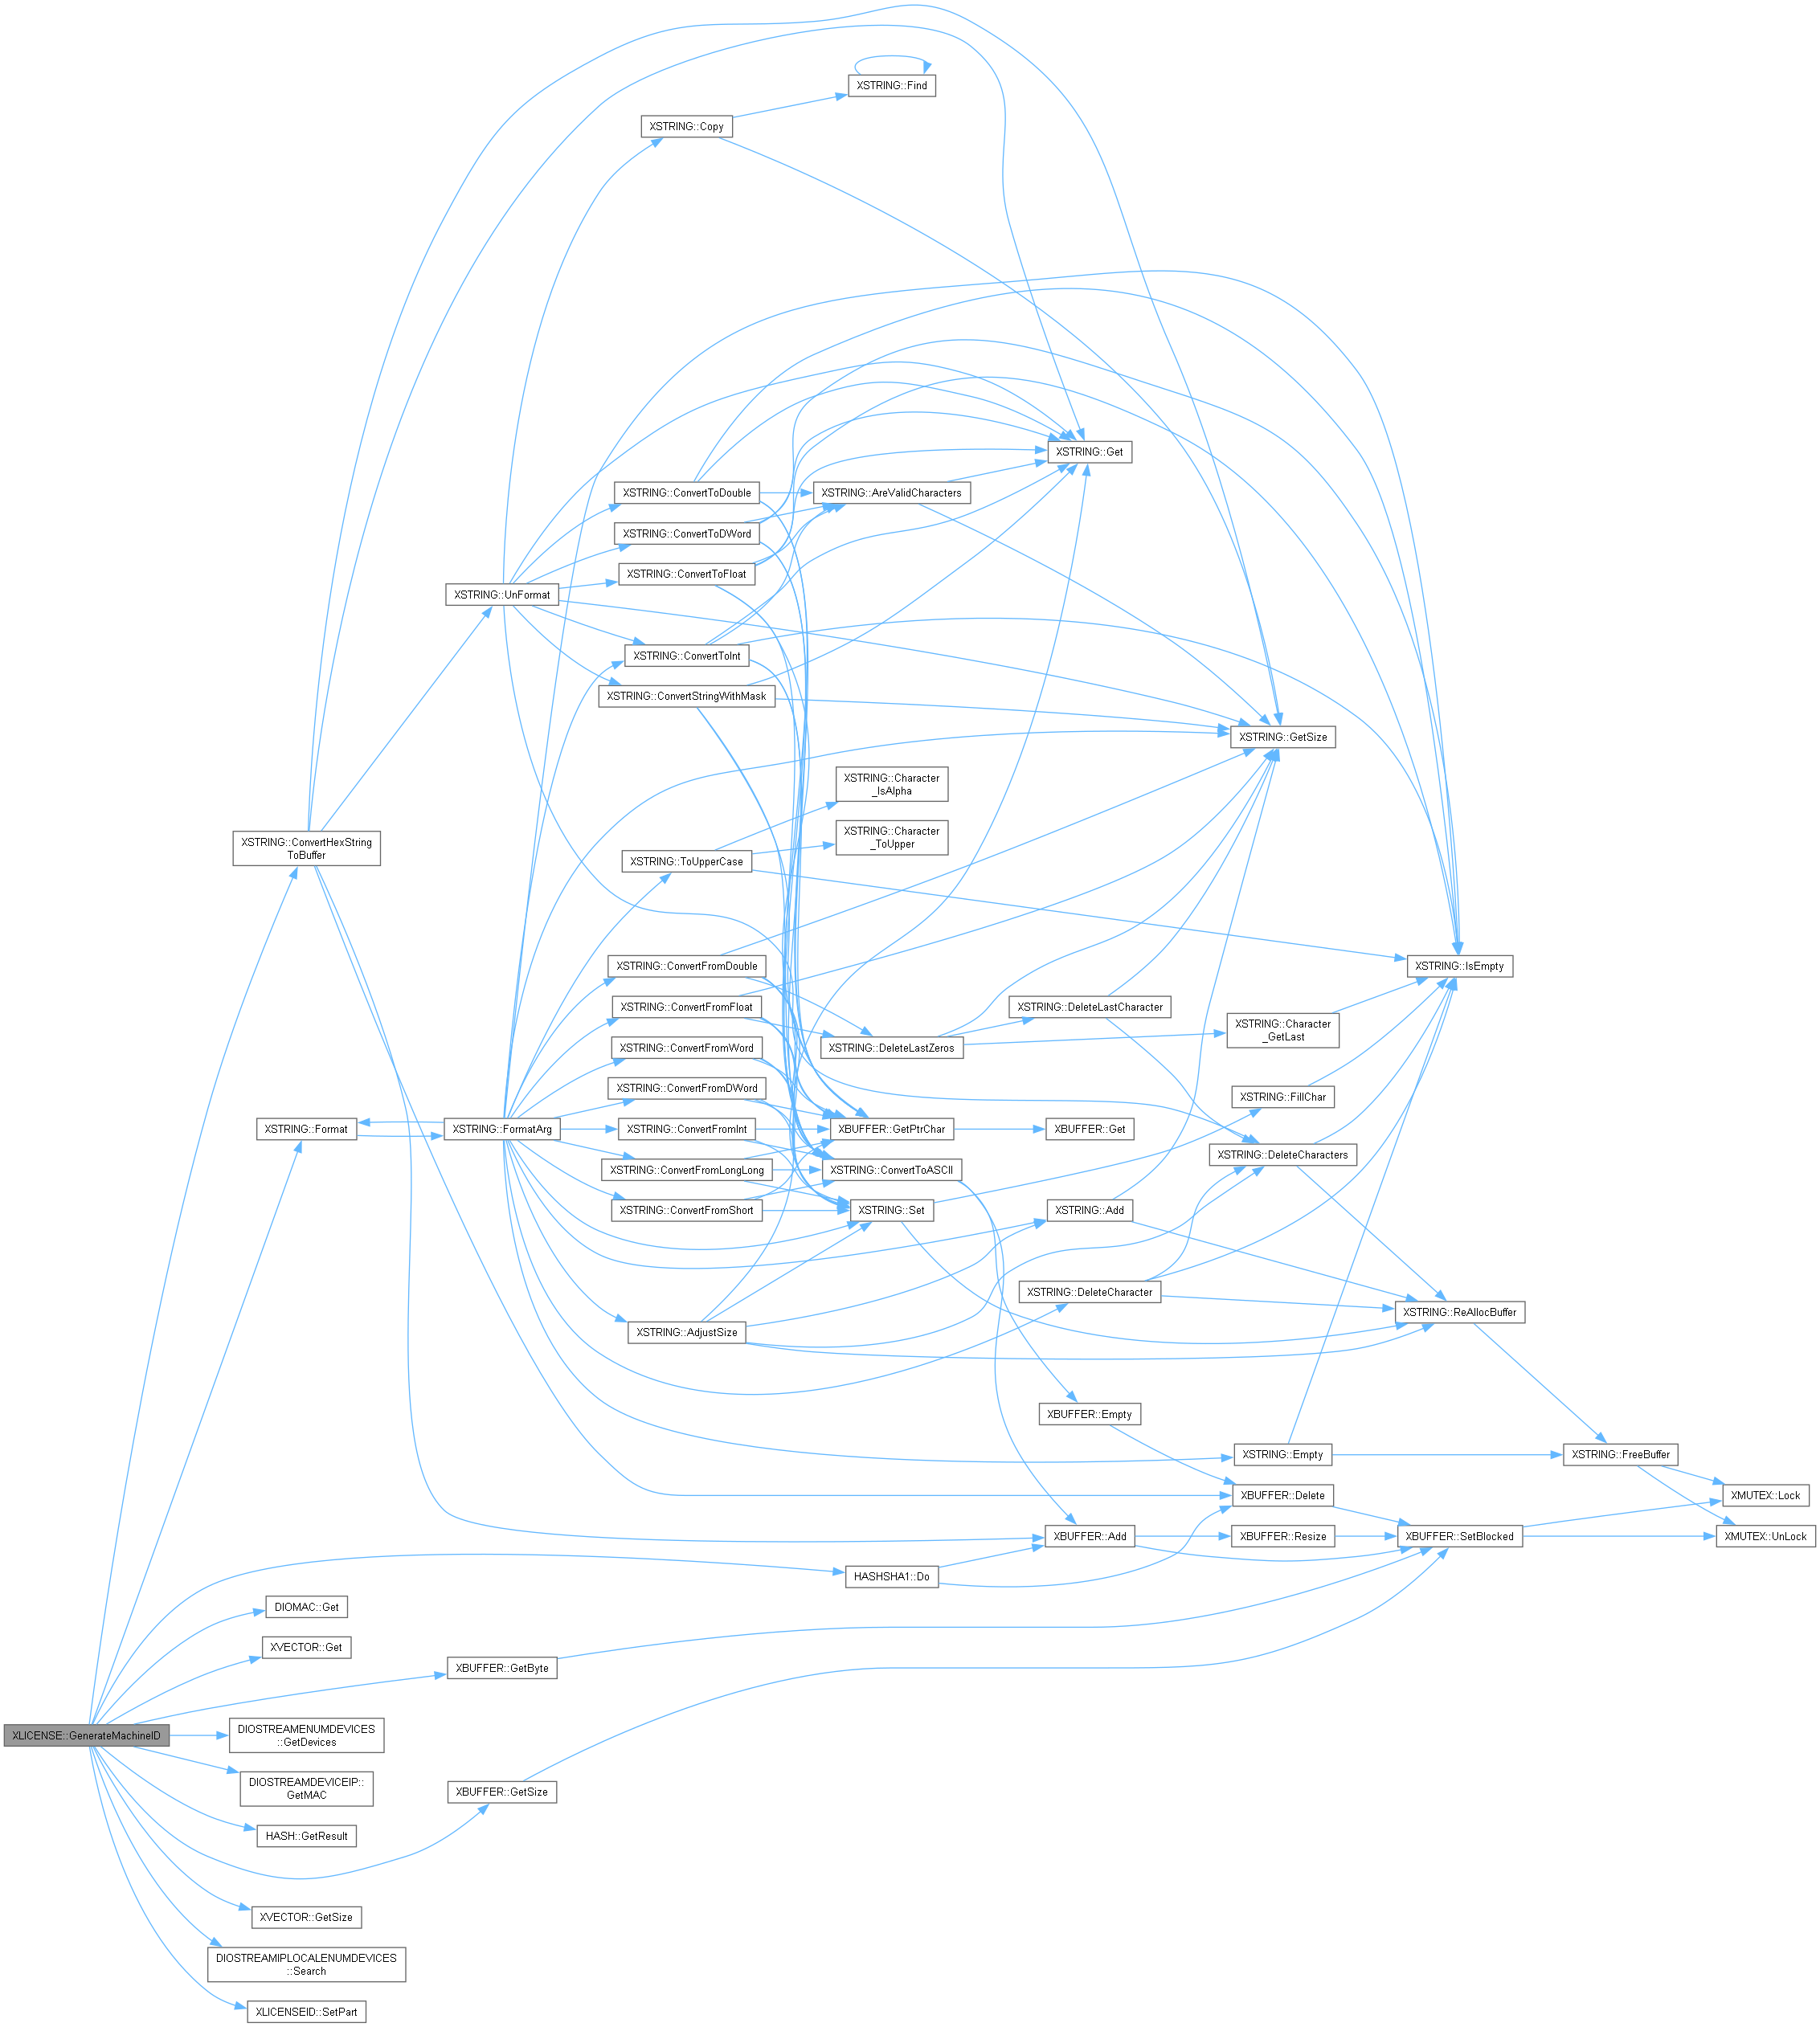 XSTRING::Find
XSTRING::Copy
XSTRING::Get
XSTRING::ConvertToDouble
XSTRING::AreValidCharacters
XSTRING::ConvertToDWord
XSTRING::ConvertToFloat
XSTRING::UnFormat
XSTRING::ConvertToInt
XSTRING::ConvertStringWithMask
XSTRING::GetSize
XSTRING::Character
_IsAlpha
XSTRING::Character
_ToUpper
XSTRING::ConvertHexString
ToBuffer
XSTRING::ToUpperCase
XSTRING::ConvertFromDouble
XSTRING::IsEmpty
XSTRING::ConvertFromFloat
XSTRING::DeleteLastCharacter
XSTRING::Character
_GetLast
XSTRING::ConvertFromWord
XSTRING::DeleteLastZeros
XSTRING::ConvertFromDWord
XSTRING::FillChar
XSTRING::Format
XSTRING::FormatArg
XSTRING::ConvertFromInt
XBUFFER::GetPtrChar
XBUFFER::Get
XSTRING::DeleteCharacters
XSTRING::ConvertFromLongLong
XSTRING::ConvertToASCII
XSTRING::ConvertFromShort
XSTRING::Set
XSTRING::Add
XSTRING::DeleteCharacter
XSTRING::ReAllocBuffer
XSTRING::AdjustSize
XBUFFER::Empty
XSTRING::Empty
XSTRING::FreeBuffer
XBUFFER::Delete
XMUTEX::Lock
XBUFFER::Add
XBUFFER::Resize
XBUFFER::SetBlocked
XMUTEX::UnLock
HASHSHA1::Do
DIOMAC::Get
XVECTOR::Get
XBUFFER::GetByte
XLICENSE::GenerateMachineID
DIOSTREAMENUMDEVICES
::GetDevices
DIOSTREAMDEVICEIP::
GetMAC
XBUFFER::GetSize
HASH::GetResult
XVECTOR::GetSize
DIOSTREAMIPLOCALENUMDEVICES
::Search
XLICENSEID::SetPart